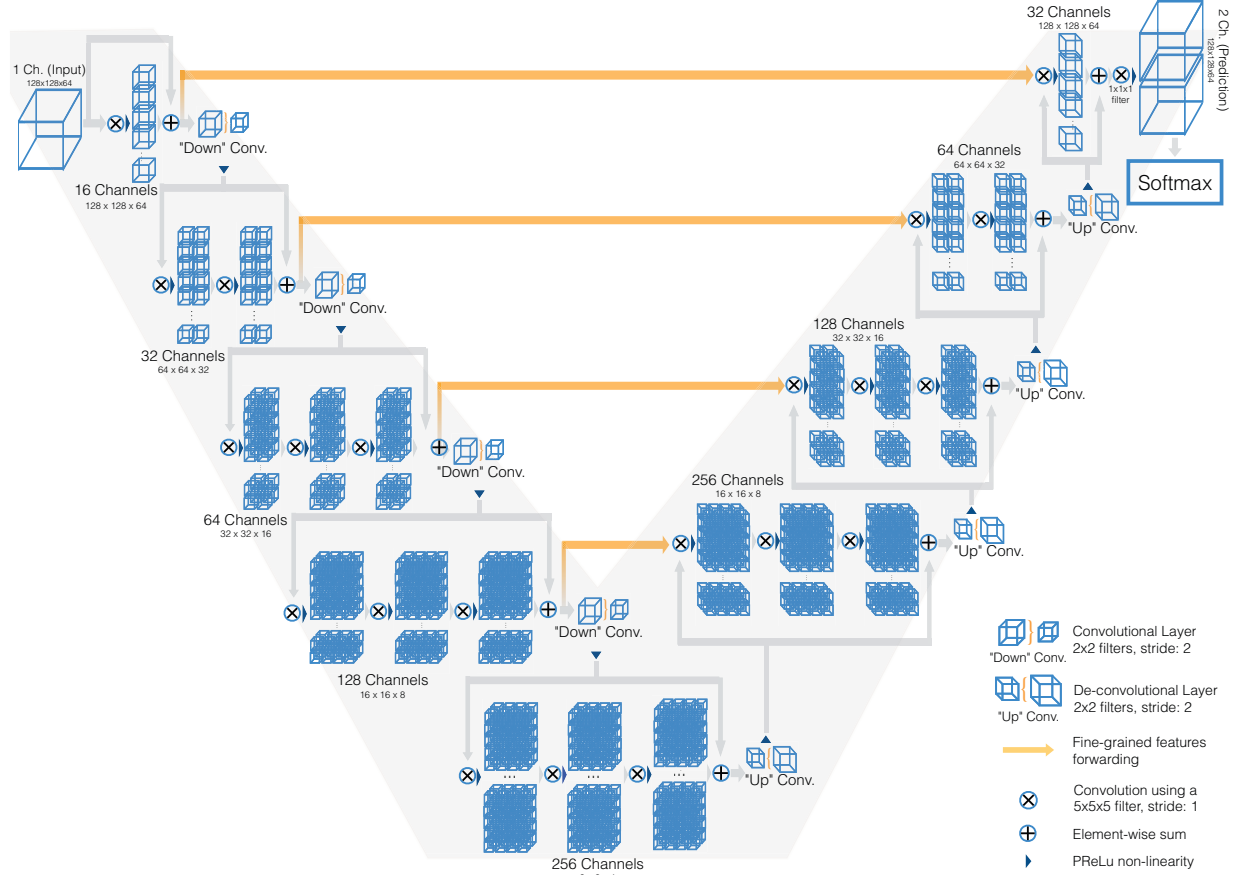 1 Ch. (Input)
128x128x64
"Down" Conv.
16 Channels
128 x 128 x 64
"Down" Conv.
32 Channels
64 x 64 x 32
"Down" Conv.
64 Channels
32 x 32 x 16
"Down" Conv.
128 Channels
16 x 16 x 8
...
...
...
256 Channels
"Up" Conv.
256 Channels
16 x 16 x 8
"Up" Conv.
128 Channels
32 x 32 x 16
"Up" Conv.
64 Channels
64 x 64 x 32
"Up" Conv.
32 Channels
128 x 128 x 64
1x1x1
filter
2 Ch. (Prediction)
128x128x64
Softmax
"Down" Conv.
Convolutional Layer
2x2 filters, stride: 2
"Up" Conv.
De-convolutional Layer
2x2 filters, stride: 2
Fine-grained features
forwarding
Convolution using a
5x5x5 filter, stride: 1
Element-wise sum
PReLu non-linearity